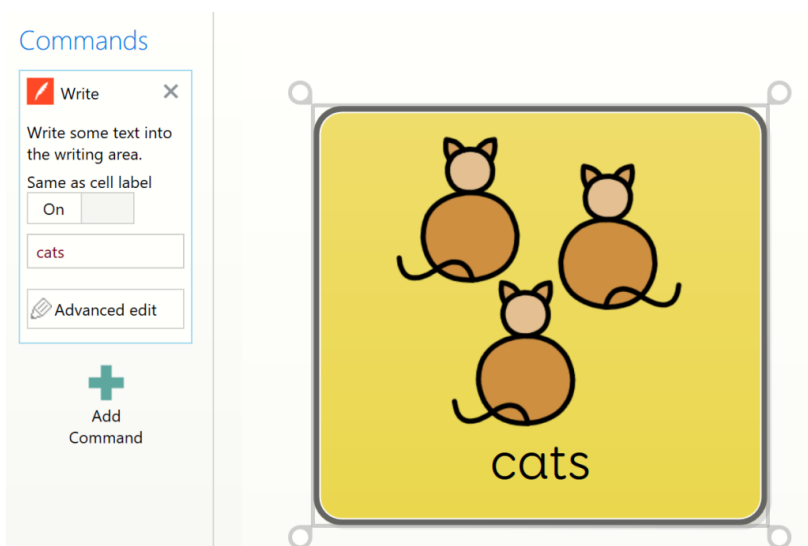 Commands
Write
Write some text into
the writing area.
Same as cell label
On
cats
Advanced edit
Add
Command
cats